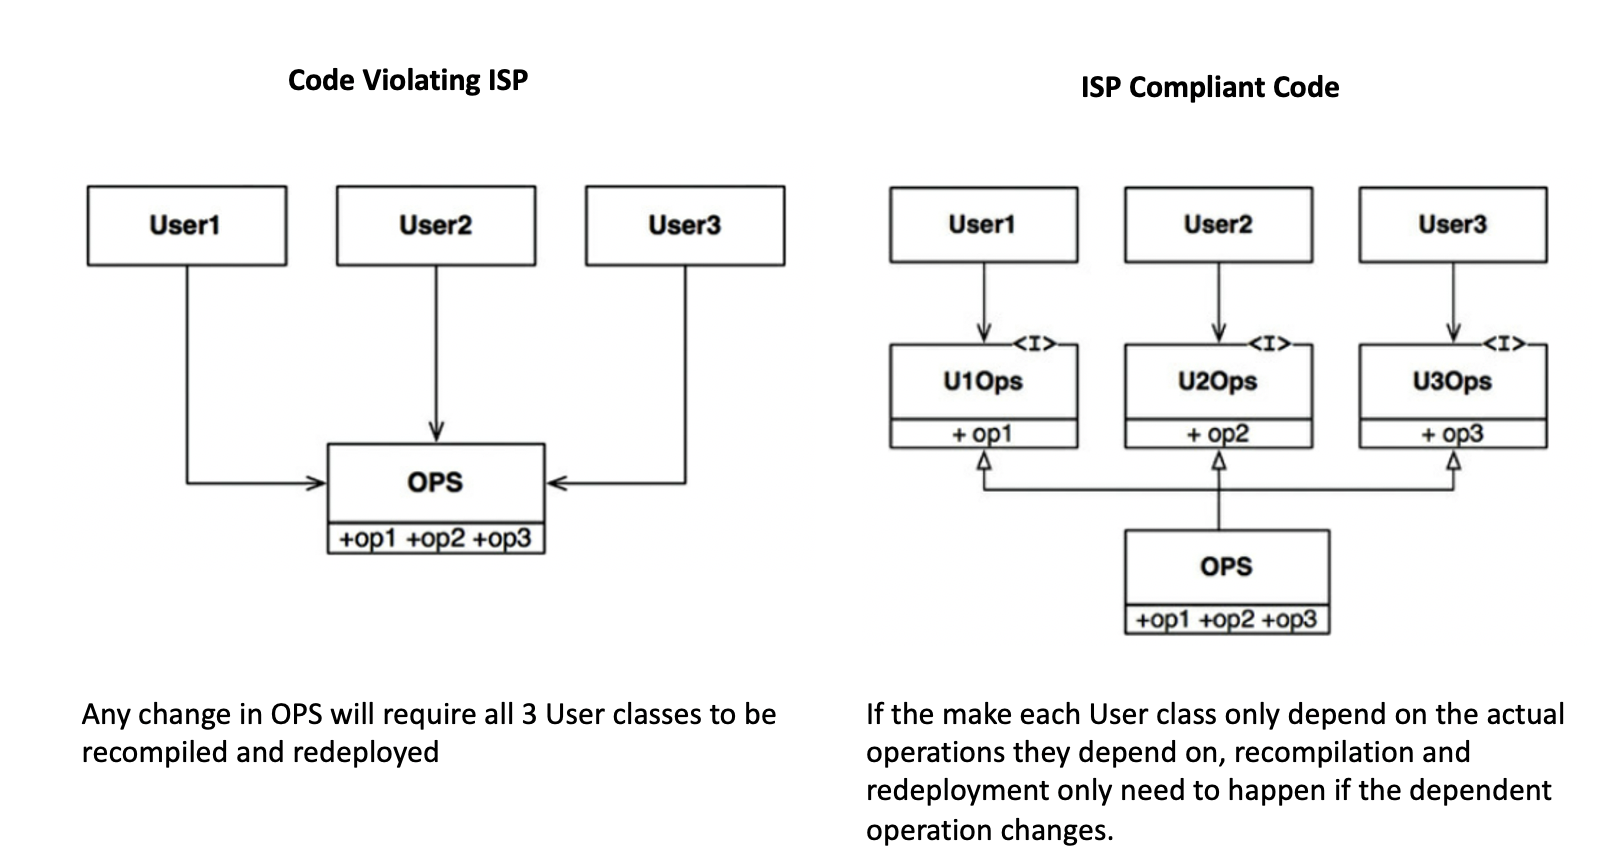 Code Violating ISP
User1
User2
User3
OPS
+op1 +op2 +op3
Any change in OPS will require all 3 User classes to be
recompiled and redeployed
ISP Compliant Code
User1
User2
User3
<I>
<I>
<I>
U1Ops
U2Ops
U3Ops
+ op1
+ op2
+ op3
OPS
+op1 +op2 +op3
If the make each User class only depend on the actual
operations they depend on, recompilation and
redeployment only need to happen if the dependent
operation changes.